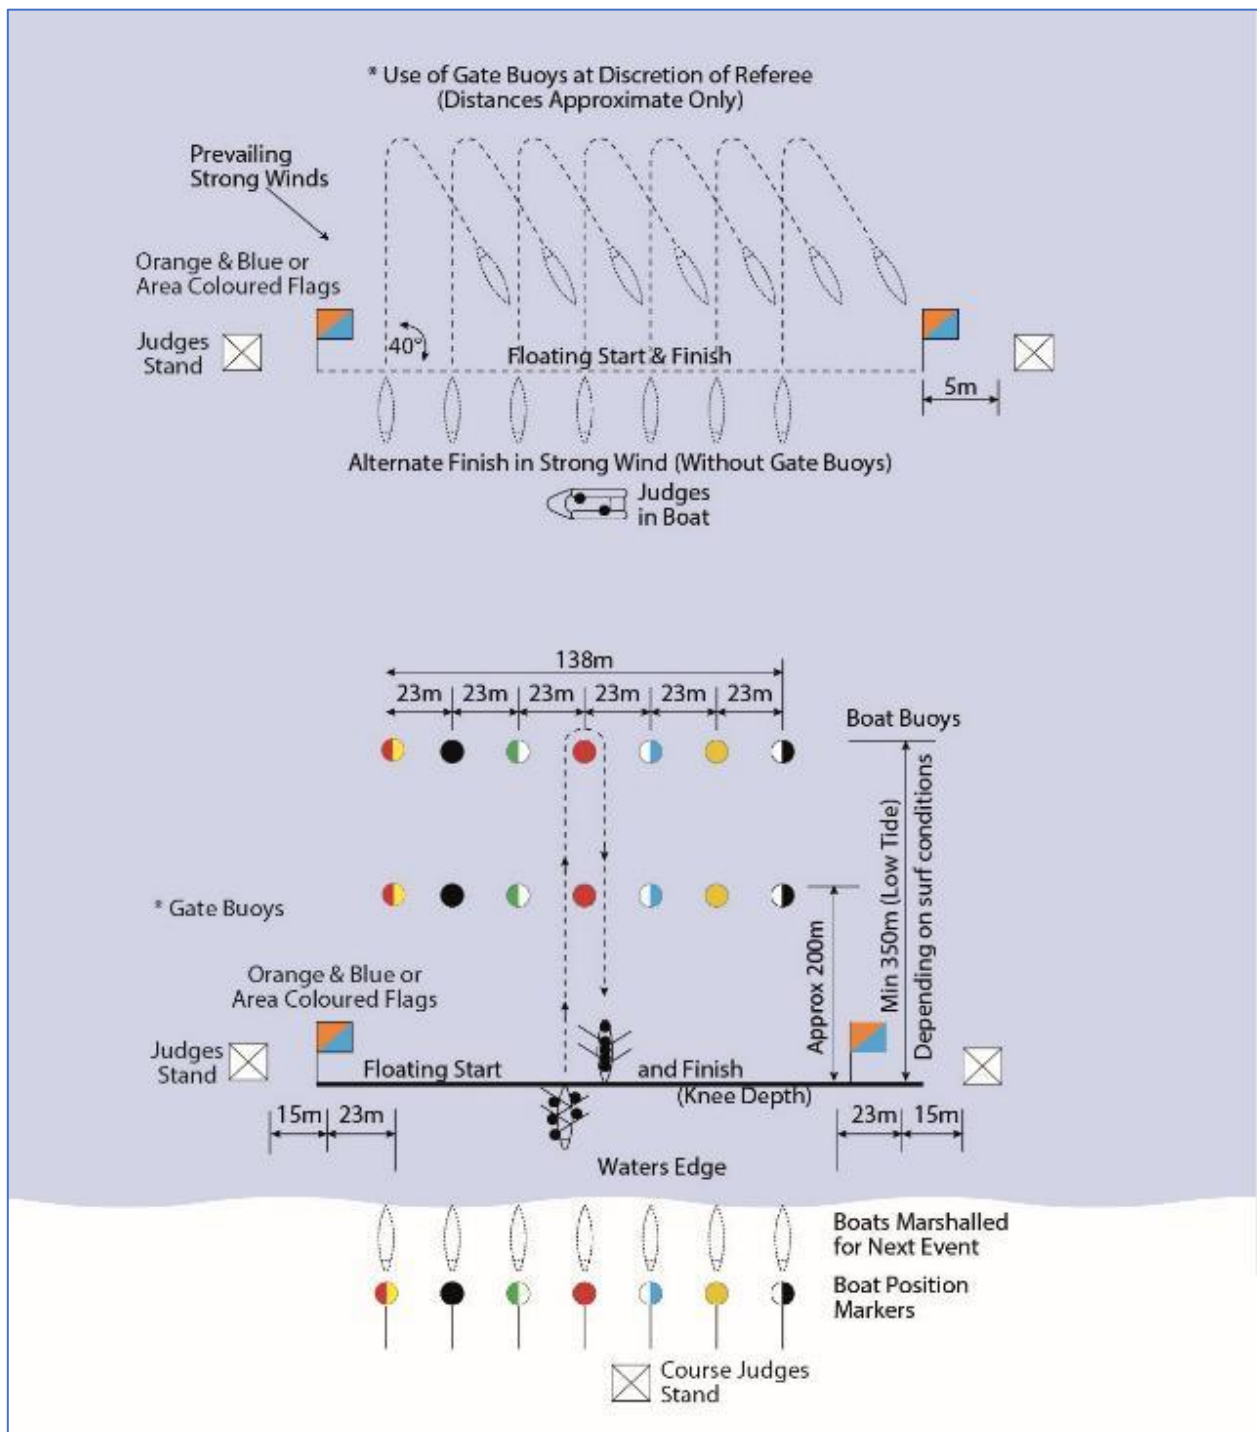 * Use of Gate Buoys at Discretion of Referee
(Distances Approximate Only)
Prevailing
Strong Winds
Orange & Blue or
Area Coloured Flags
Judges
Stand
40°
Floating Start & Finish
5m
Alternate Finish in Strong Wind (Without Gate Buoys)
Judges
in Boat
138m
23m 23m 23m 23m 23m 23m
Boat Buoys
Min 350m (Low Tide)
Depending on surf conditions
* Gate Buoys
Approx 200m
Orange & Blue or
Area Coloured Flags
Judges
Stand
Floating Start and Finish
(Knee Depth)
15m 23m 23m 15m
Waters Edge
Boats Marshalled
for Next Event
Boat Position
Markers
Course Judges
Stand